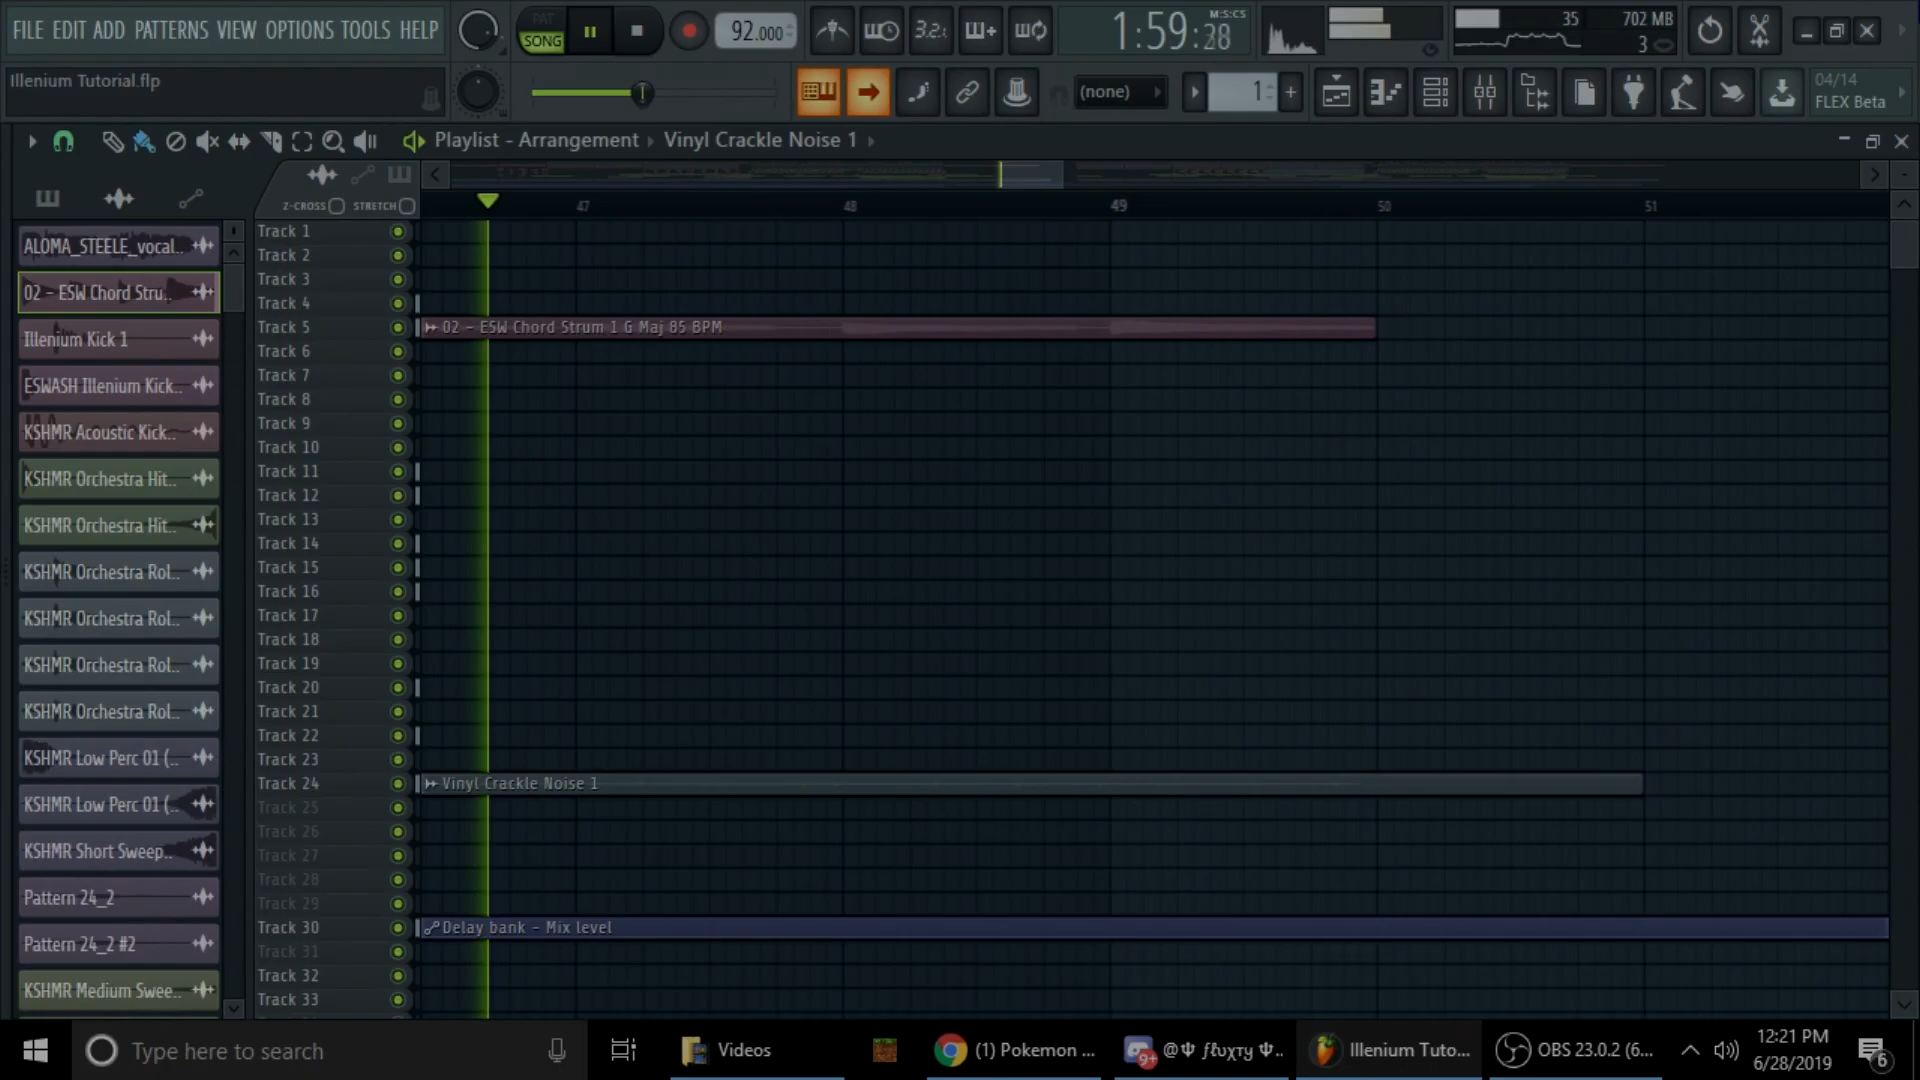 FILE EDIT ADD PATTERNS VIEW OPTIONS TOOLS HELP
PAT
SONG
92.000
3.2.
1:59:28
M:S:CS
35
702 MB
3
Illenium Tutorial.flp
(none)
1
04/14
FLEX Beta
Playlist - Arrangement
Vinyl Crackle Noise 1
Z-CROSS
STRETCH
47
48
49
50
51
ALOMA_STEELE_vocal..
02 - ESW Chord Stru..
Illenium Kick 1
ESWASH Illenium Kick..
KSHMR Acoustic Kick..
KSHMR Orchestra Hit..
KSHMR Orchestra Hit..
KSHMR Orchestra Rol..
KSHMR Orchestra Rol..
KSHMR Orchestra Rol..
KSHMR Orchestra Rol..
KSHMR Low Perc 01 (..
KSHMR Low Perc 01 (..
KSHMR Short Sweep..
Pattern 24_2
Pattern 24_2 #2
KSHMR Medium Swee..
Track 1
Track 2
Track 3
Track 4
Track 5
02 - ESW Chord Strum 1 G Maj 85 BPM
Track 6
Track 7
Track 8
Track 9
Track 10
Track 11
Track 12
Track 13
Track 14
Track 15
Track 16
Track 17
Track 18
Track 19
Track 20
Track 21
Track 22
Track 23
Track 24
Vinyl Crackle Noise 1
Track 25
Track 26
Track 27
Track 28
Track 29
Track 30
Delay bank - Mix level
Track 31
Track 32
Track 33
Type here to search
Videos
(1) Pokemon ...
9+
Illenium Tuto...
OBS 23.0.2 (6...
12:21 PM
6/28/2019
6